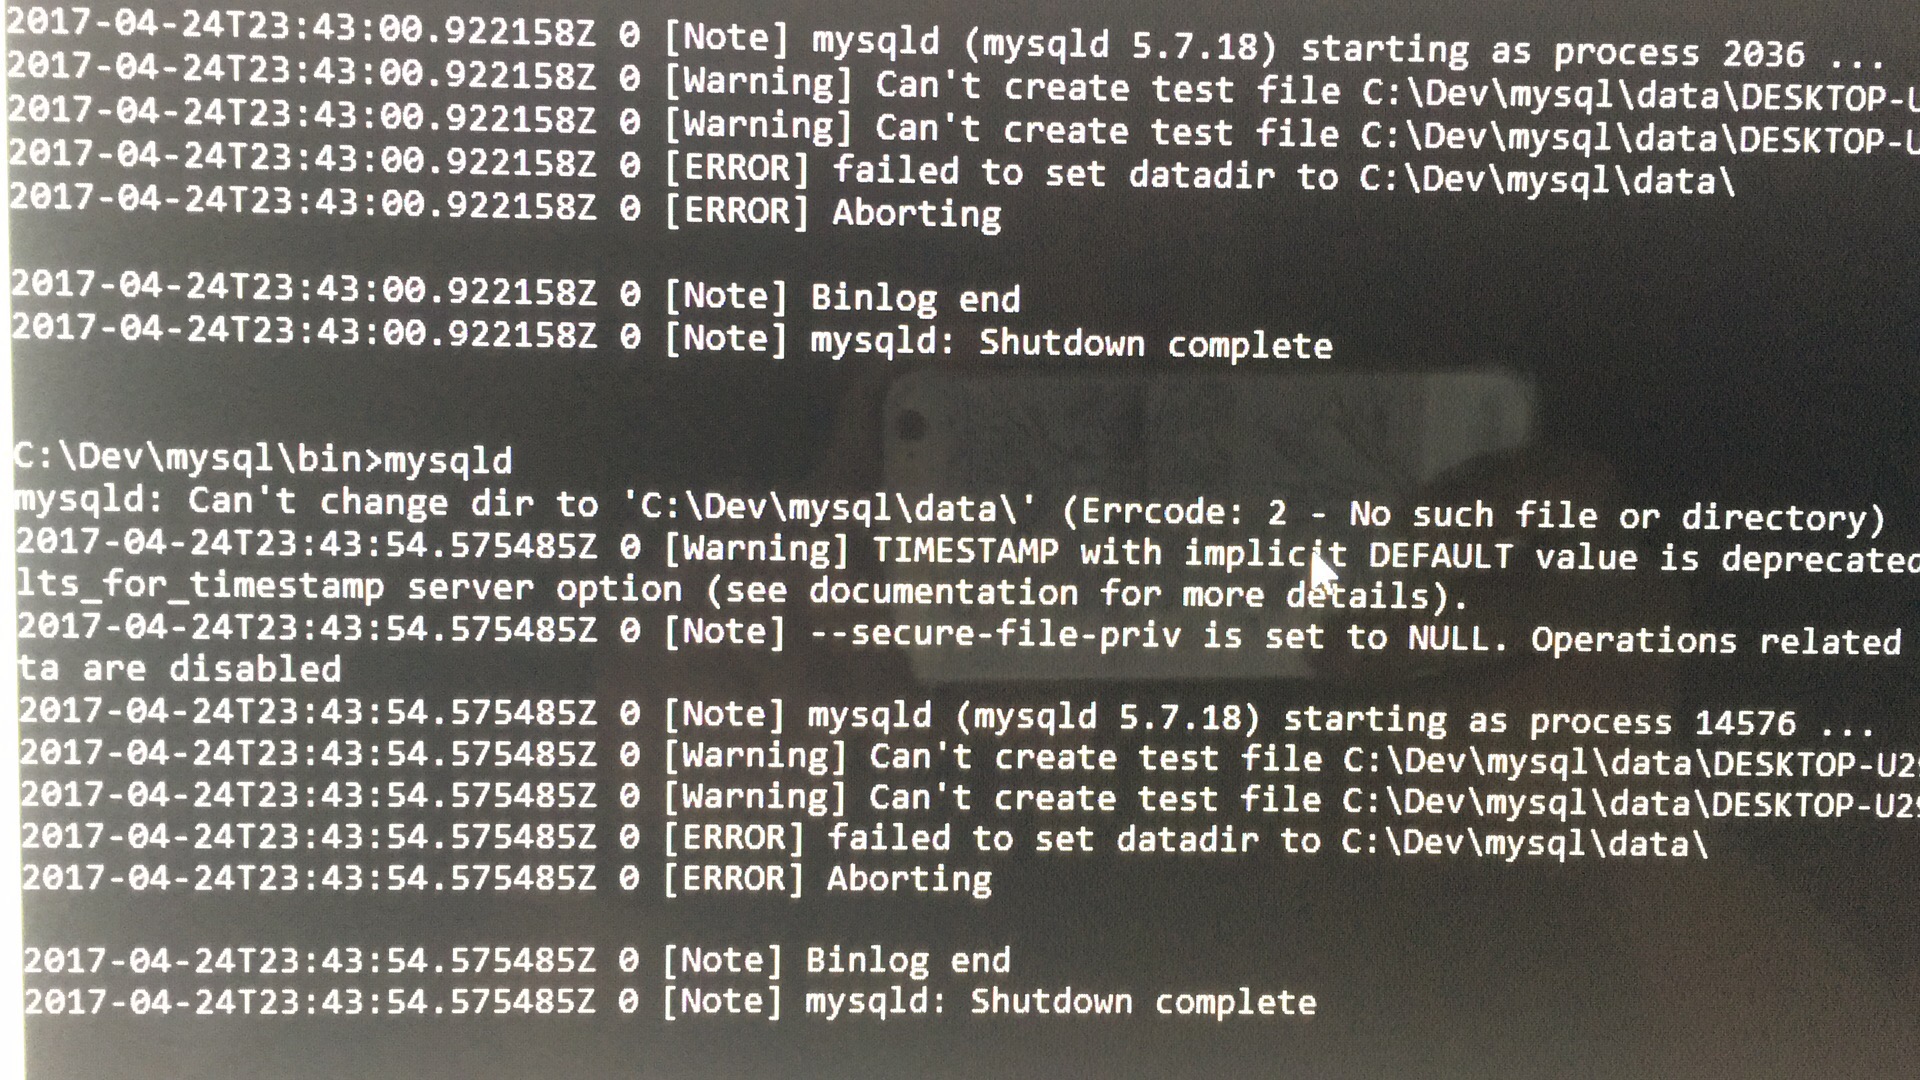 2017-04-24T23:43:00.922158Z 0 [Note] mysqld (mysqld 5.7.18) starting as process 2036 ...
2017-04-24T23:43:00.922158Z 0 [Warning] Can't create test file C:\Dev\mysql\data\DESKTOP-U
2017-04-24T23:43:00.922158Z 0 [Warning] Can't create test file C:\Dev\mysql\data\DESKTOP-U
2017-04-24T23:43:00.922158Z 0 [ERROR] failed to set datadir to C:\Dev\mysql\data\
2017-04-24T23:43:00.922158Z 0 [ERROR] Aborting
2017-04-24T23:43:00.922158Z 0 [Note] Binlog end
2017-04-24T23:43:00.922158Z 0 [Note] mysqld: Shutdown complete
C:\Dev\mysql\bin>mysqld
mysqld: Can't change dir to 'C:\Dev\mysql\data\' (Errcode: 2 - No such file or directory)
2017-04-24T23:43:54.575485Z 0 [Warning] TIMESTAMP with implicit DEFAULT value is deprecated
lts_for_timestamp server option (see documentation for more details).
2017-04-24T23:43:54.575485Z 0 [Note] --secure-file-priv is set to NULL. Operations related
ta are disabled
2017-04-24T23:43:54.575485Z 0 [Note] mysqld (mysqld 5.7.18) starting as process 14576 ...
2017-04-24T23:43:54.575485Z 0 [Warning] Can't create test file C:\Dev\mysql\data\DESKTOP-U29
2017-04-24T23:43:54.575485Z 0 [Warning] Can't create test file C:\Dev\mysql\data\DESKTOP-U29
2017-04-24T23:43:54.575485Z 0 [ERROR] failed to set datadir to C:\Dev\mysql\data\
2017-04-24T23:43:54.575485Z 0 [ERROR] Aborting
2017-04-24T23:43:54.575485Z 0 [Note] Binlog end
2017-04-24T23:43:54.575485Z 0 [Note] mysqld: Shutdown complete